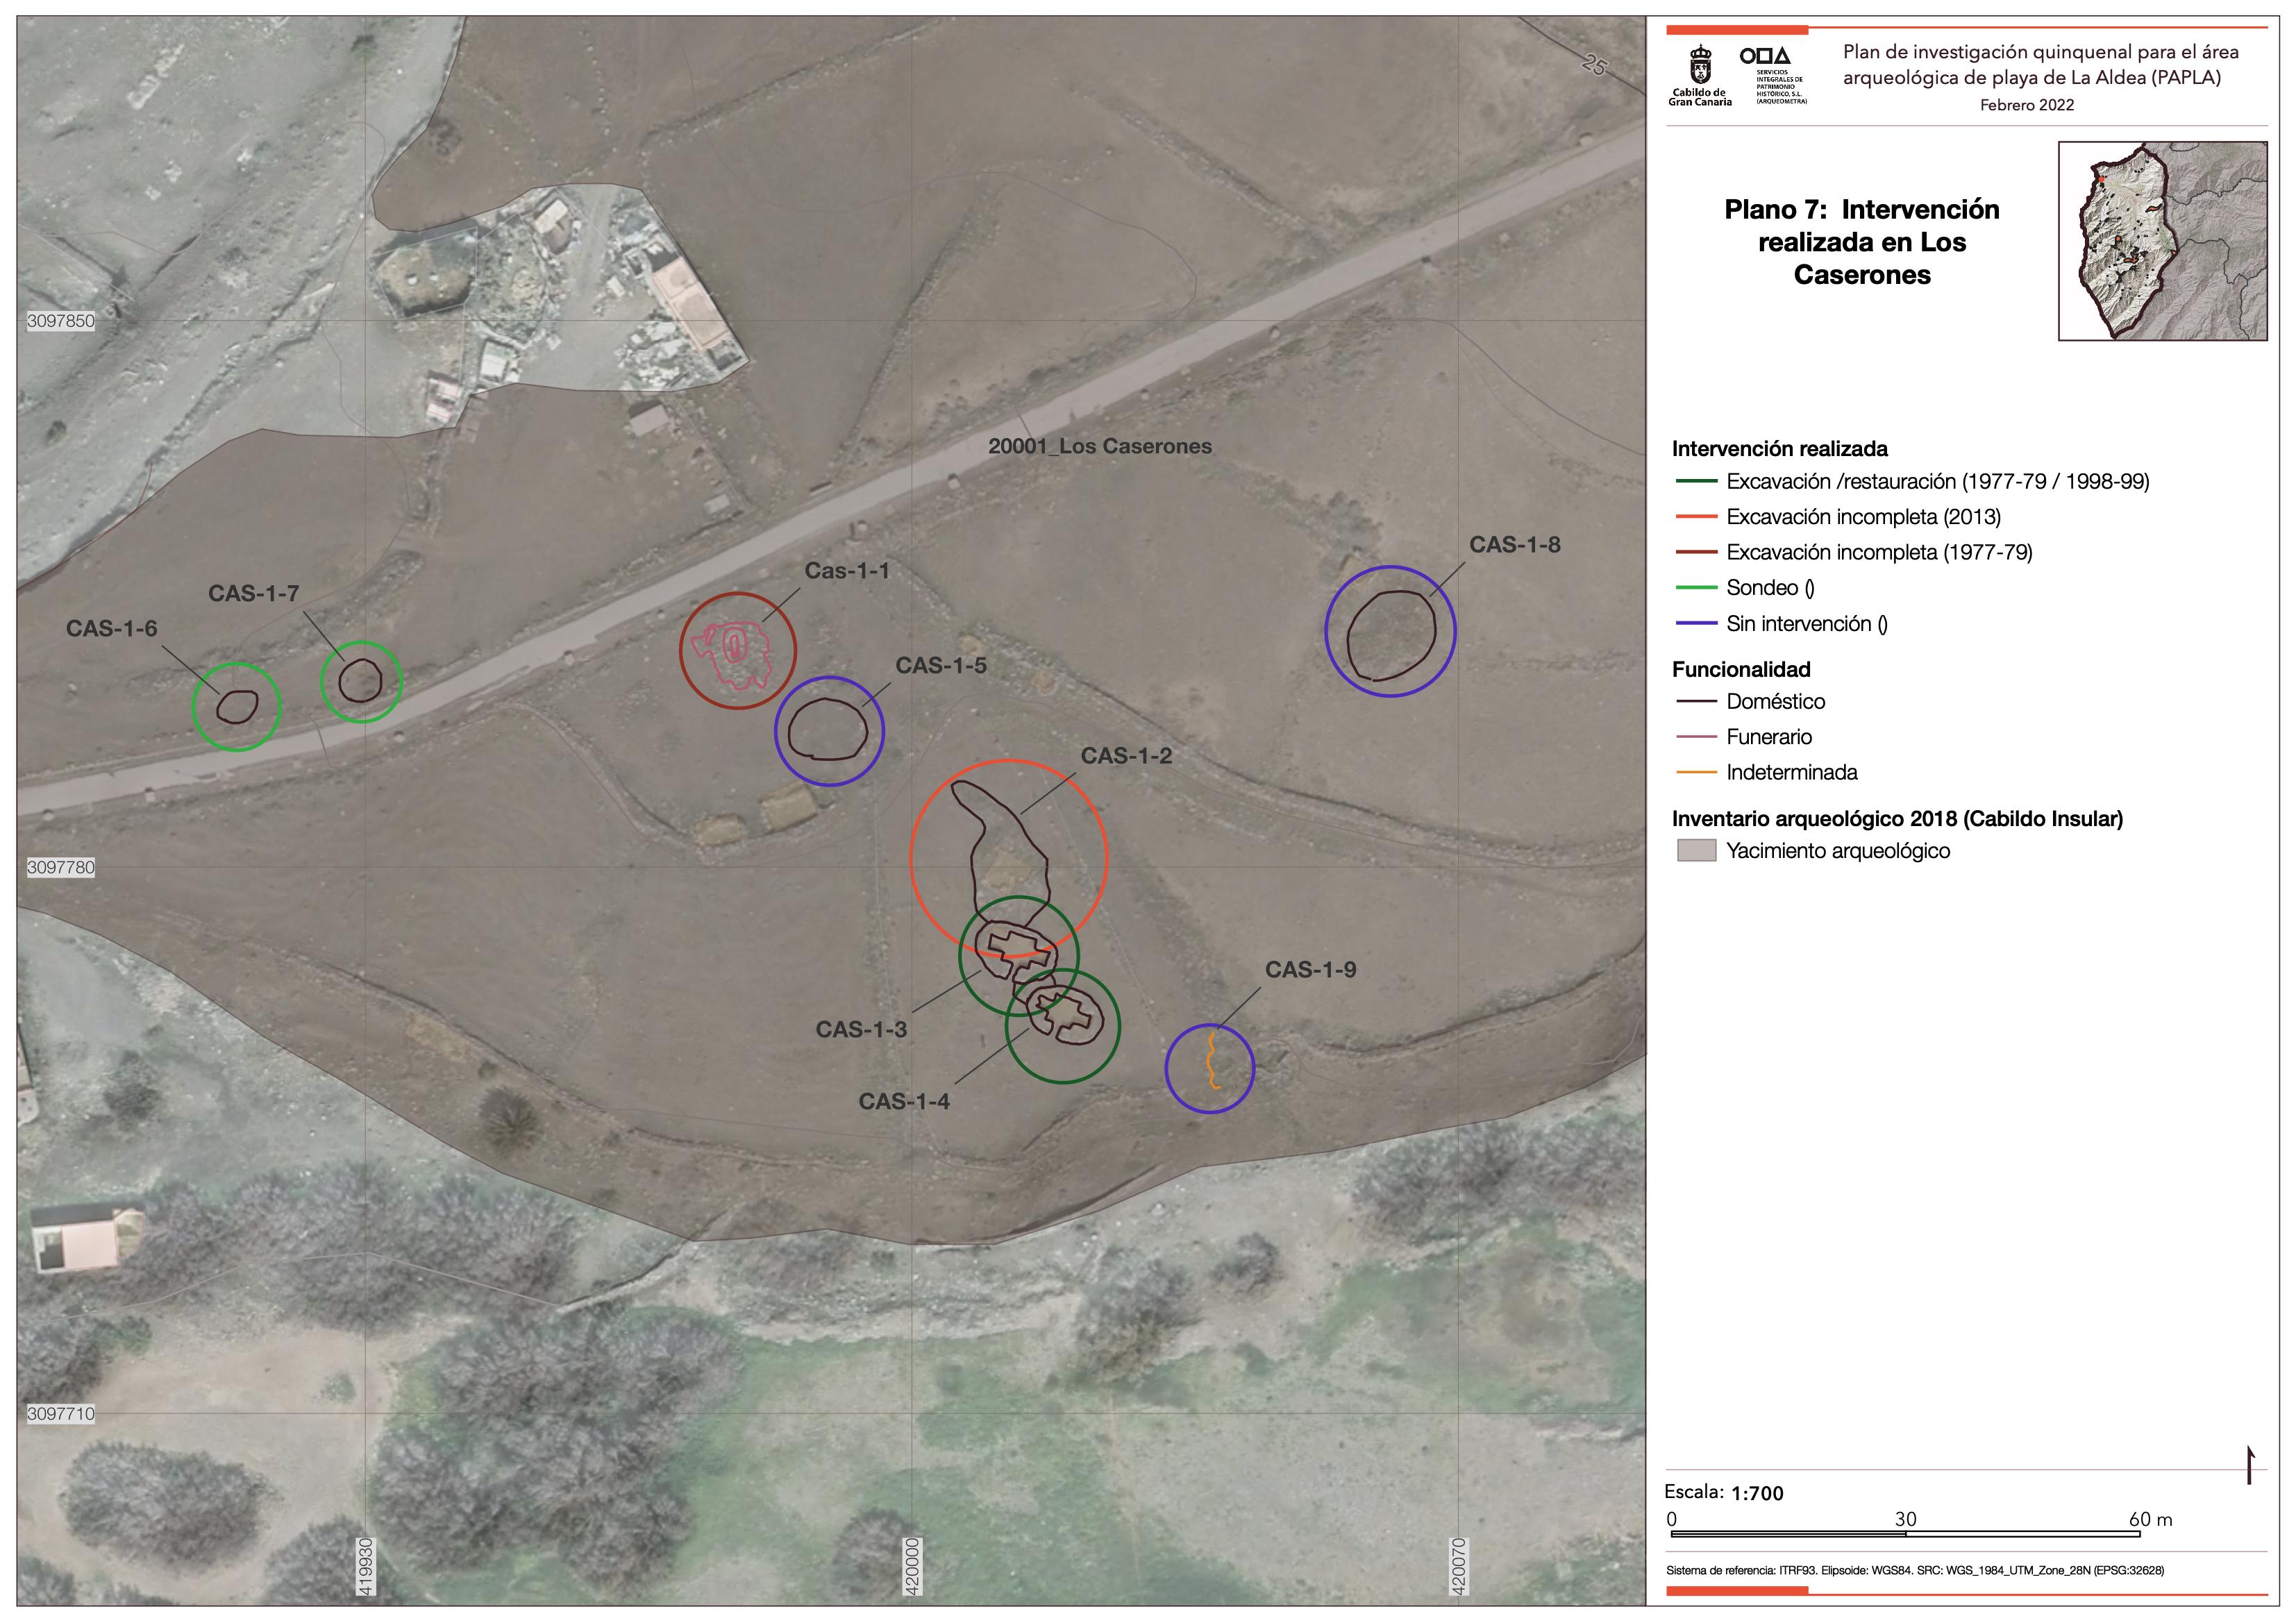 Cabildo de
Gran Canaria
SERVICIOS
INTEGRALES DE
PATRIMONIO
HISTÓRICO, S.L.
(ARQUEOMETRA)
Plan de investigación quinquenal para el área
arqueológica de playa de La Aldea (PAPLA)
Febrero 2022
Plano 7: Intervención
realizada en Los
Caserones
25
3097850
20001_Los Caserones
CAS-1-8
Cas-1-1
CAS-1-7
CAS-1-6
CAS-1-5
CAS-1-2
3097780
CAS-1-9
CAS-1-3
CAS-1-4
3097710
419930
420000
420070
Intervención realizada
Excavación /restauración (1977-79 / 1998-99)
Excavación incompleta (2013)
Excavación incompleta (1977-79)
Sondeo ()
Sin intervención ()
Funcionalidad
Doméstico
Funerario
Indeterminada
Inventario arqueológico 2018 (Cabildo Insular)
Yacimiento arqueológico
Escala: 1:700
0 30 60 m
Sistema de referencia: ITRF93. Elipsoide: WGS84. SRC: WGS_1984_UTM_Zone_28N (EPSG:32628)